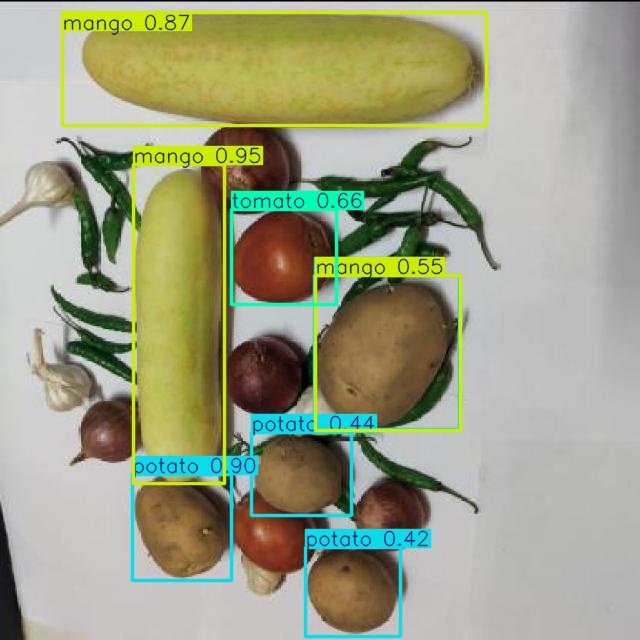 mango 0.87
mango 0.95
tomato 0.66
mango 0.55
potato 0.44
potato 0.90
potato 0.42